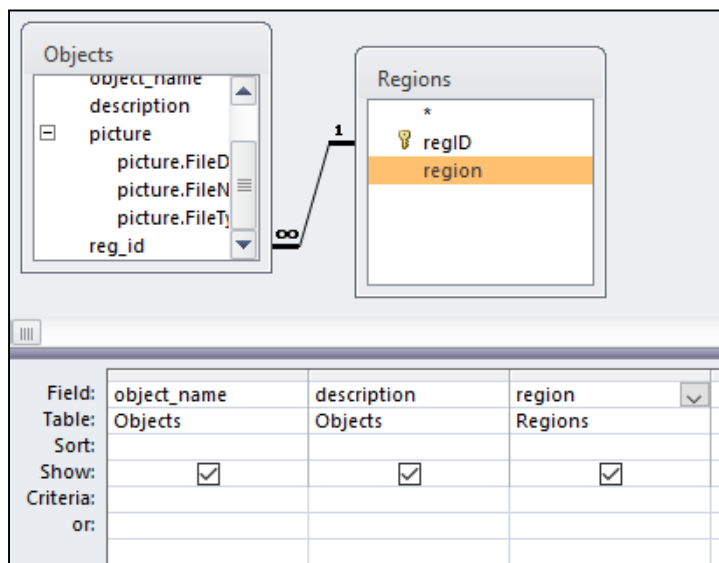 Objects
object_name
description
picture
picture.FileD
picture.FileN
picture.FileTy
reg_id
1
∞
Regions
*
regID
region
Field: object_name description region
Table: Objects Objects Regions
Sort:
Show:
Criteria:
or: